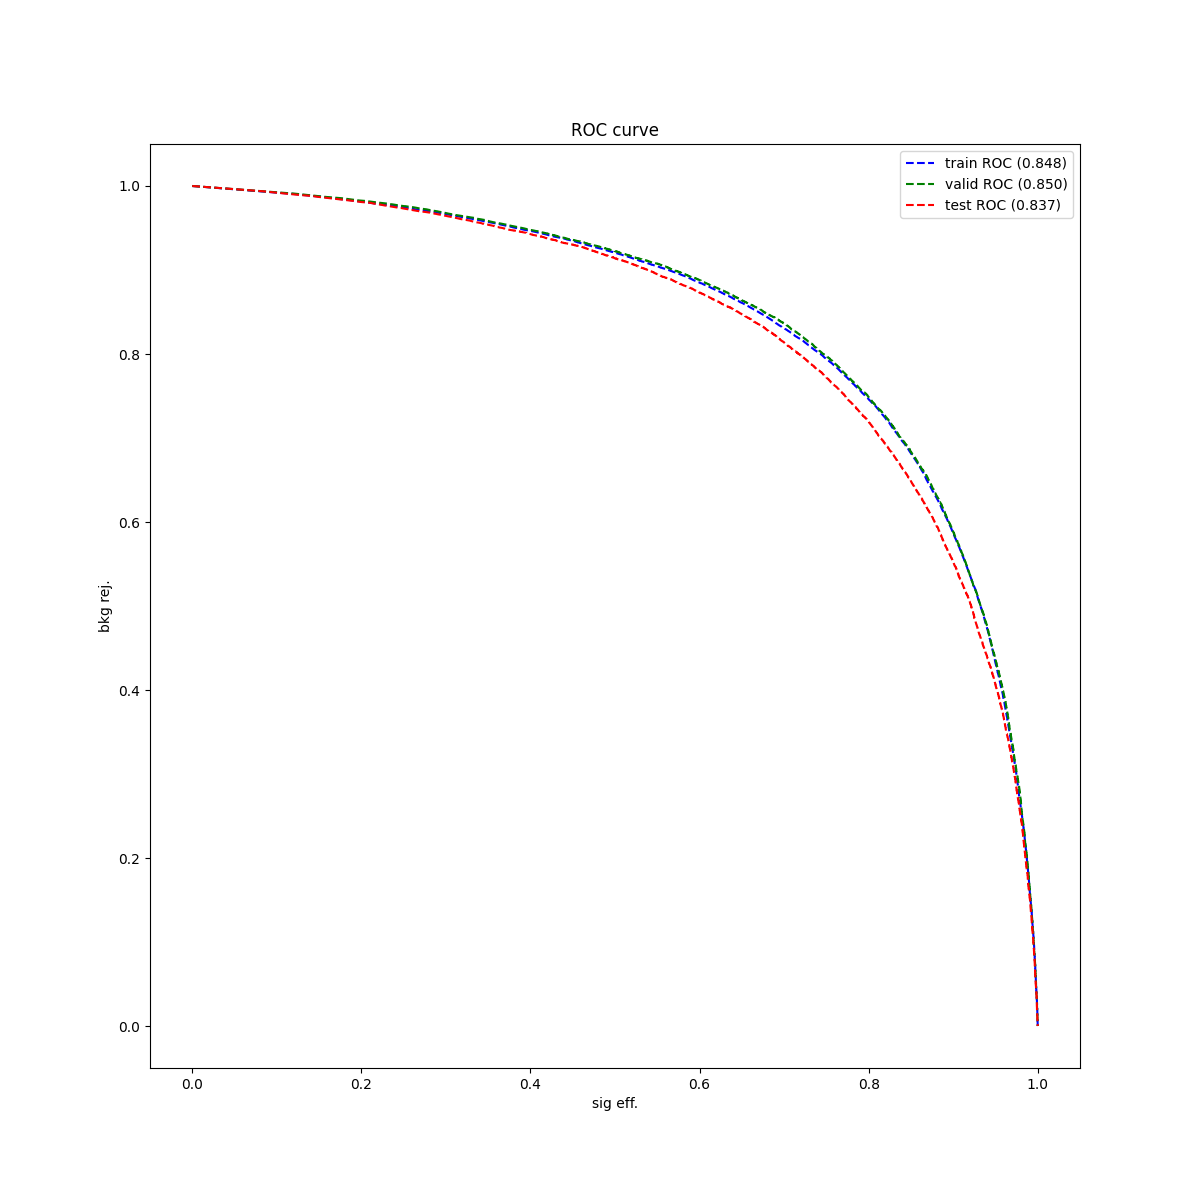 ROC curve
train ROC (0.848)
valid ROC (0.850)
test ROC (0.837)
1.0
0.8
0.6
0.4
0.2
0.0
bkg rej.
0.0 0.2 0.4 0.6 0.8 1.0
sig eff.